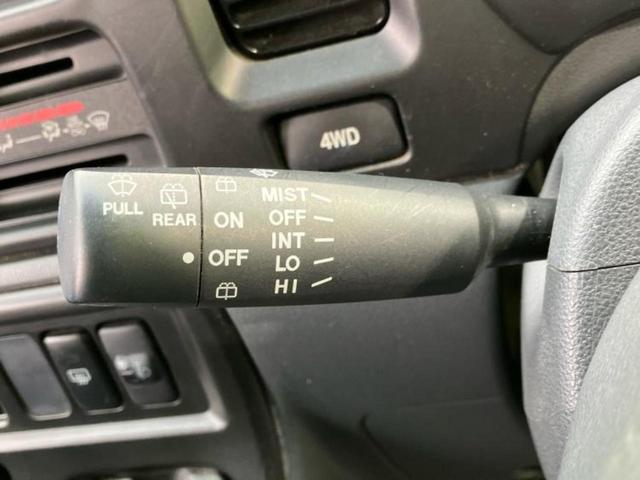 4WD
PULL
REAR
ON
OFF
MIST
OFF
INT
LO
HI